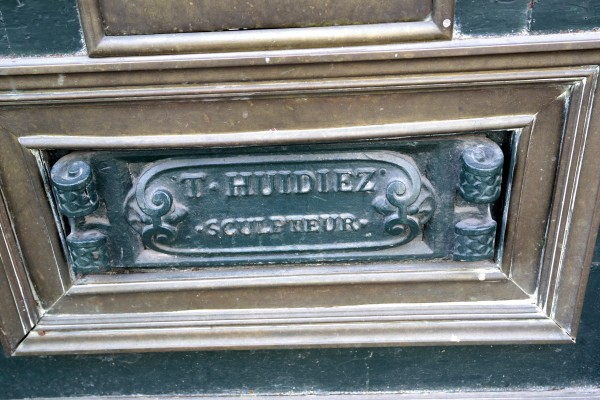 T · HUIDIEZ
· SCULPTEUR ·